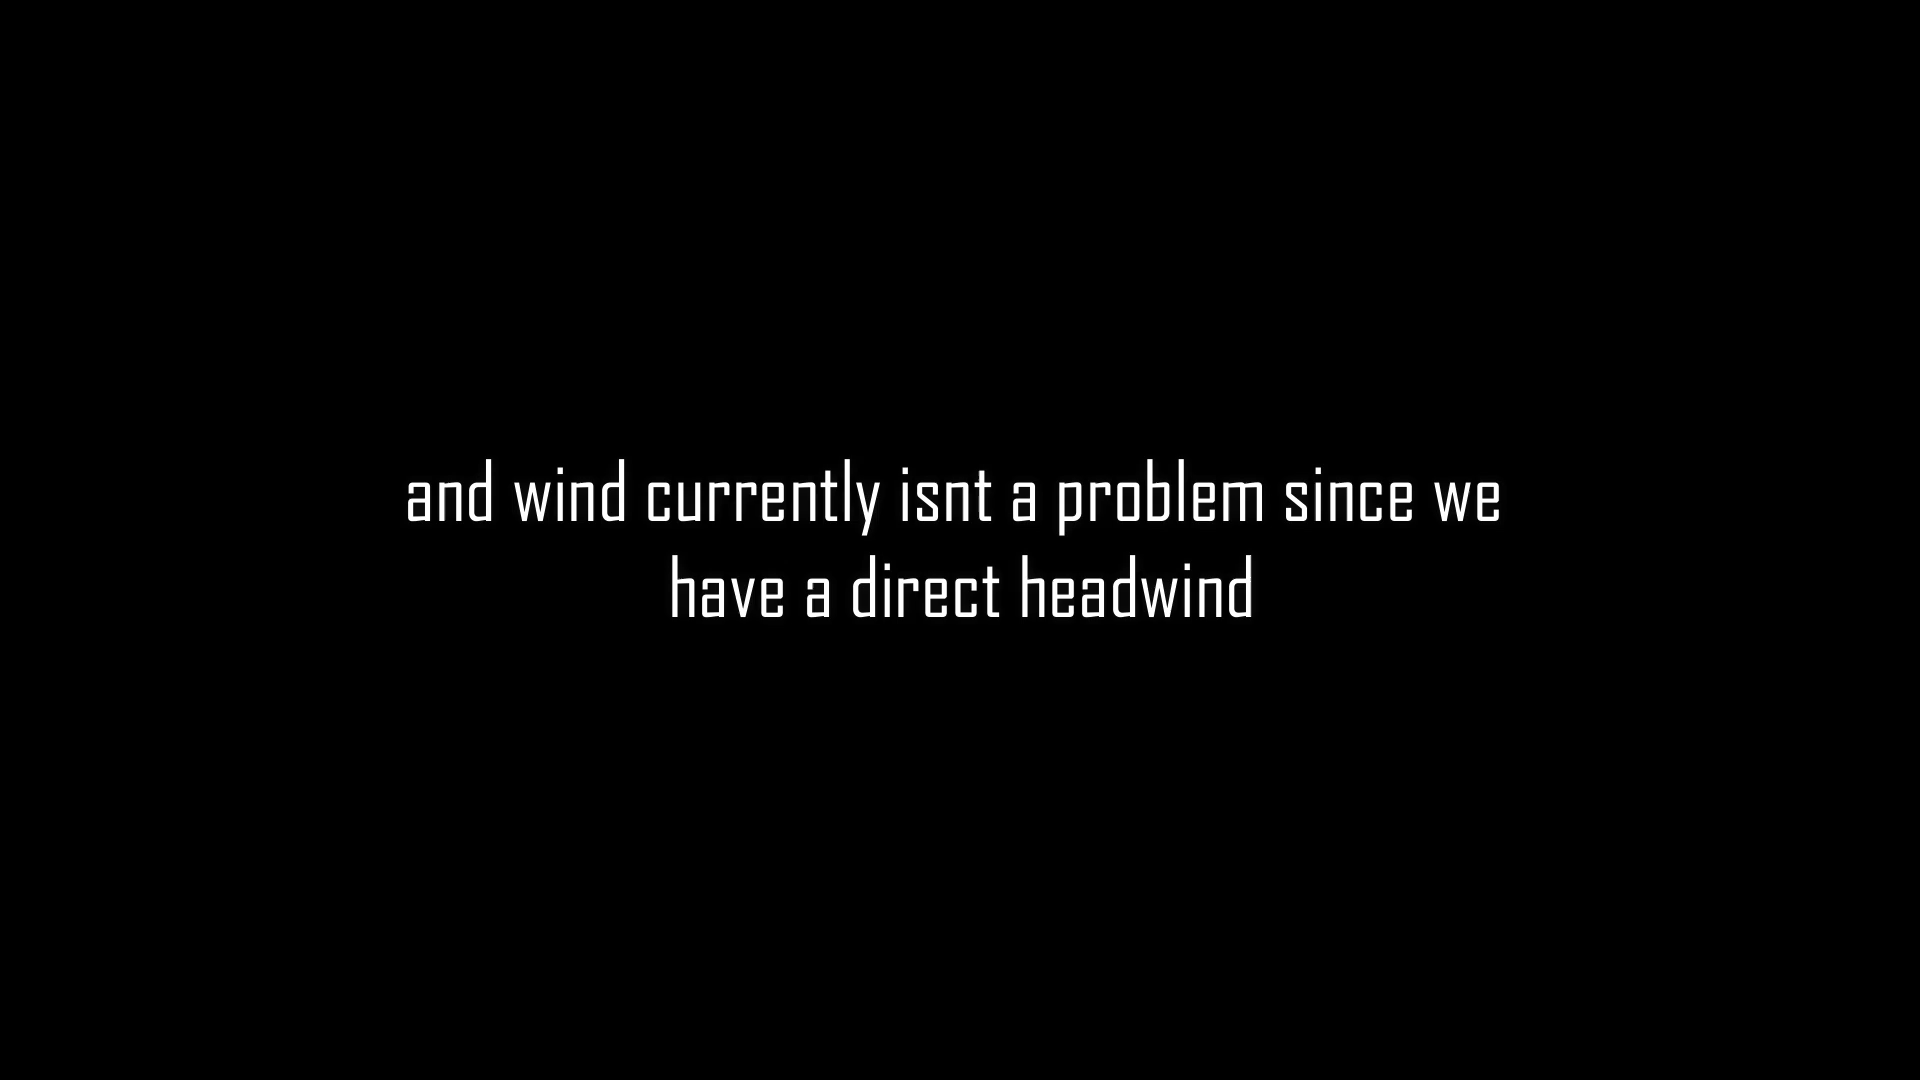 and wind currently isnt a problem since we
have a direct headwind